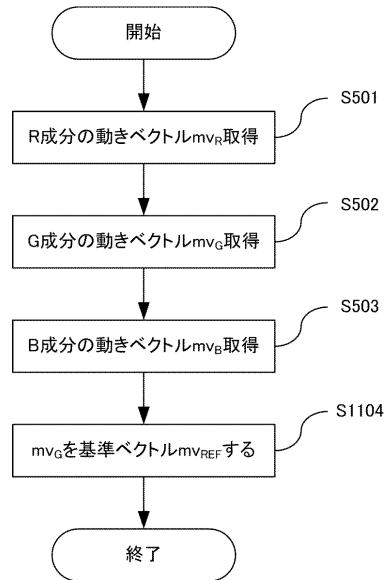 開始
S501
R成分の動きベクトルmvR取得
S502
G成分の動きベクトルmvG取得
S503
B成分の動きベクトルmvB取得
S1104
mvGを基準ベクトルmvREFする
終了